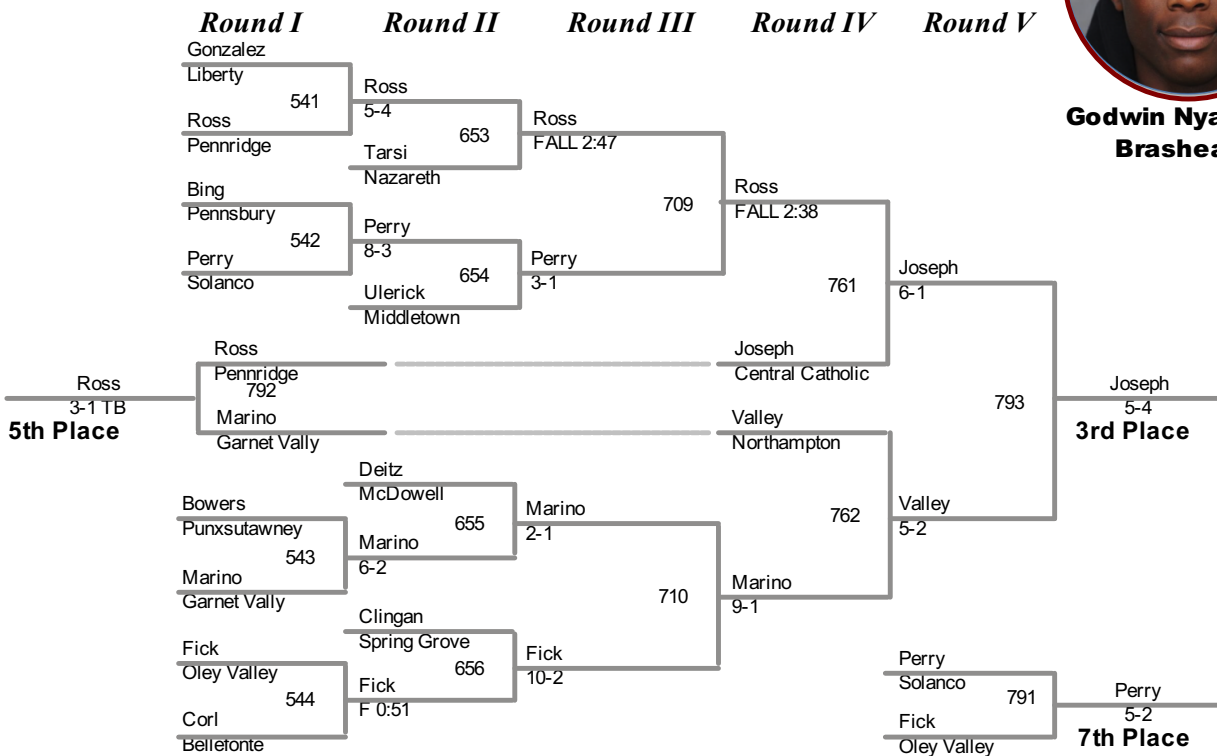 Round I Round II Round III Round IV Round V
Godwin
Gonzalez
Liberty
541
Ross
Pennridge
Ross
5-4
653
Tarsi
Nazareth
Ross
FALL 2:47
Bing
Pennsbury
542
Perry
Solanco
Perry
8-3
654
Ulerick
Middletown
Perry
3-1
709
Ross
FALL 2:38
761
Joseph
Central Catholic
Joseph
6-1
Ross
Pennridge
792
Marino
Garnet Vally
Ross
3-1 TB
5th Place
Valley
Northampton
793
Joseph
5-4
3rd Place
Deitz
McDowell
655
Bowers
Punxsutawney
543
Marino
Garnet Vally
Marino
6-2
Marino
2-1
762
Valley
5-2
Clingan
Spring Grove
656
Fick
Oley Valley
544
Corl
Bellefonte
Fick
F 0:51
Fick
10-2
710
Marino
9-1
Perry
Solanco
791
Fick
Oley Valley
Perry
5-2
7th Place